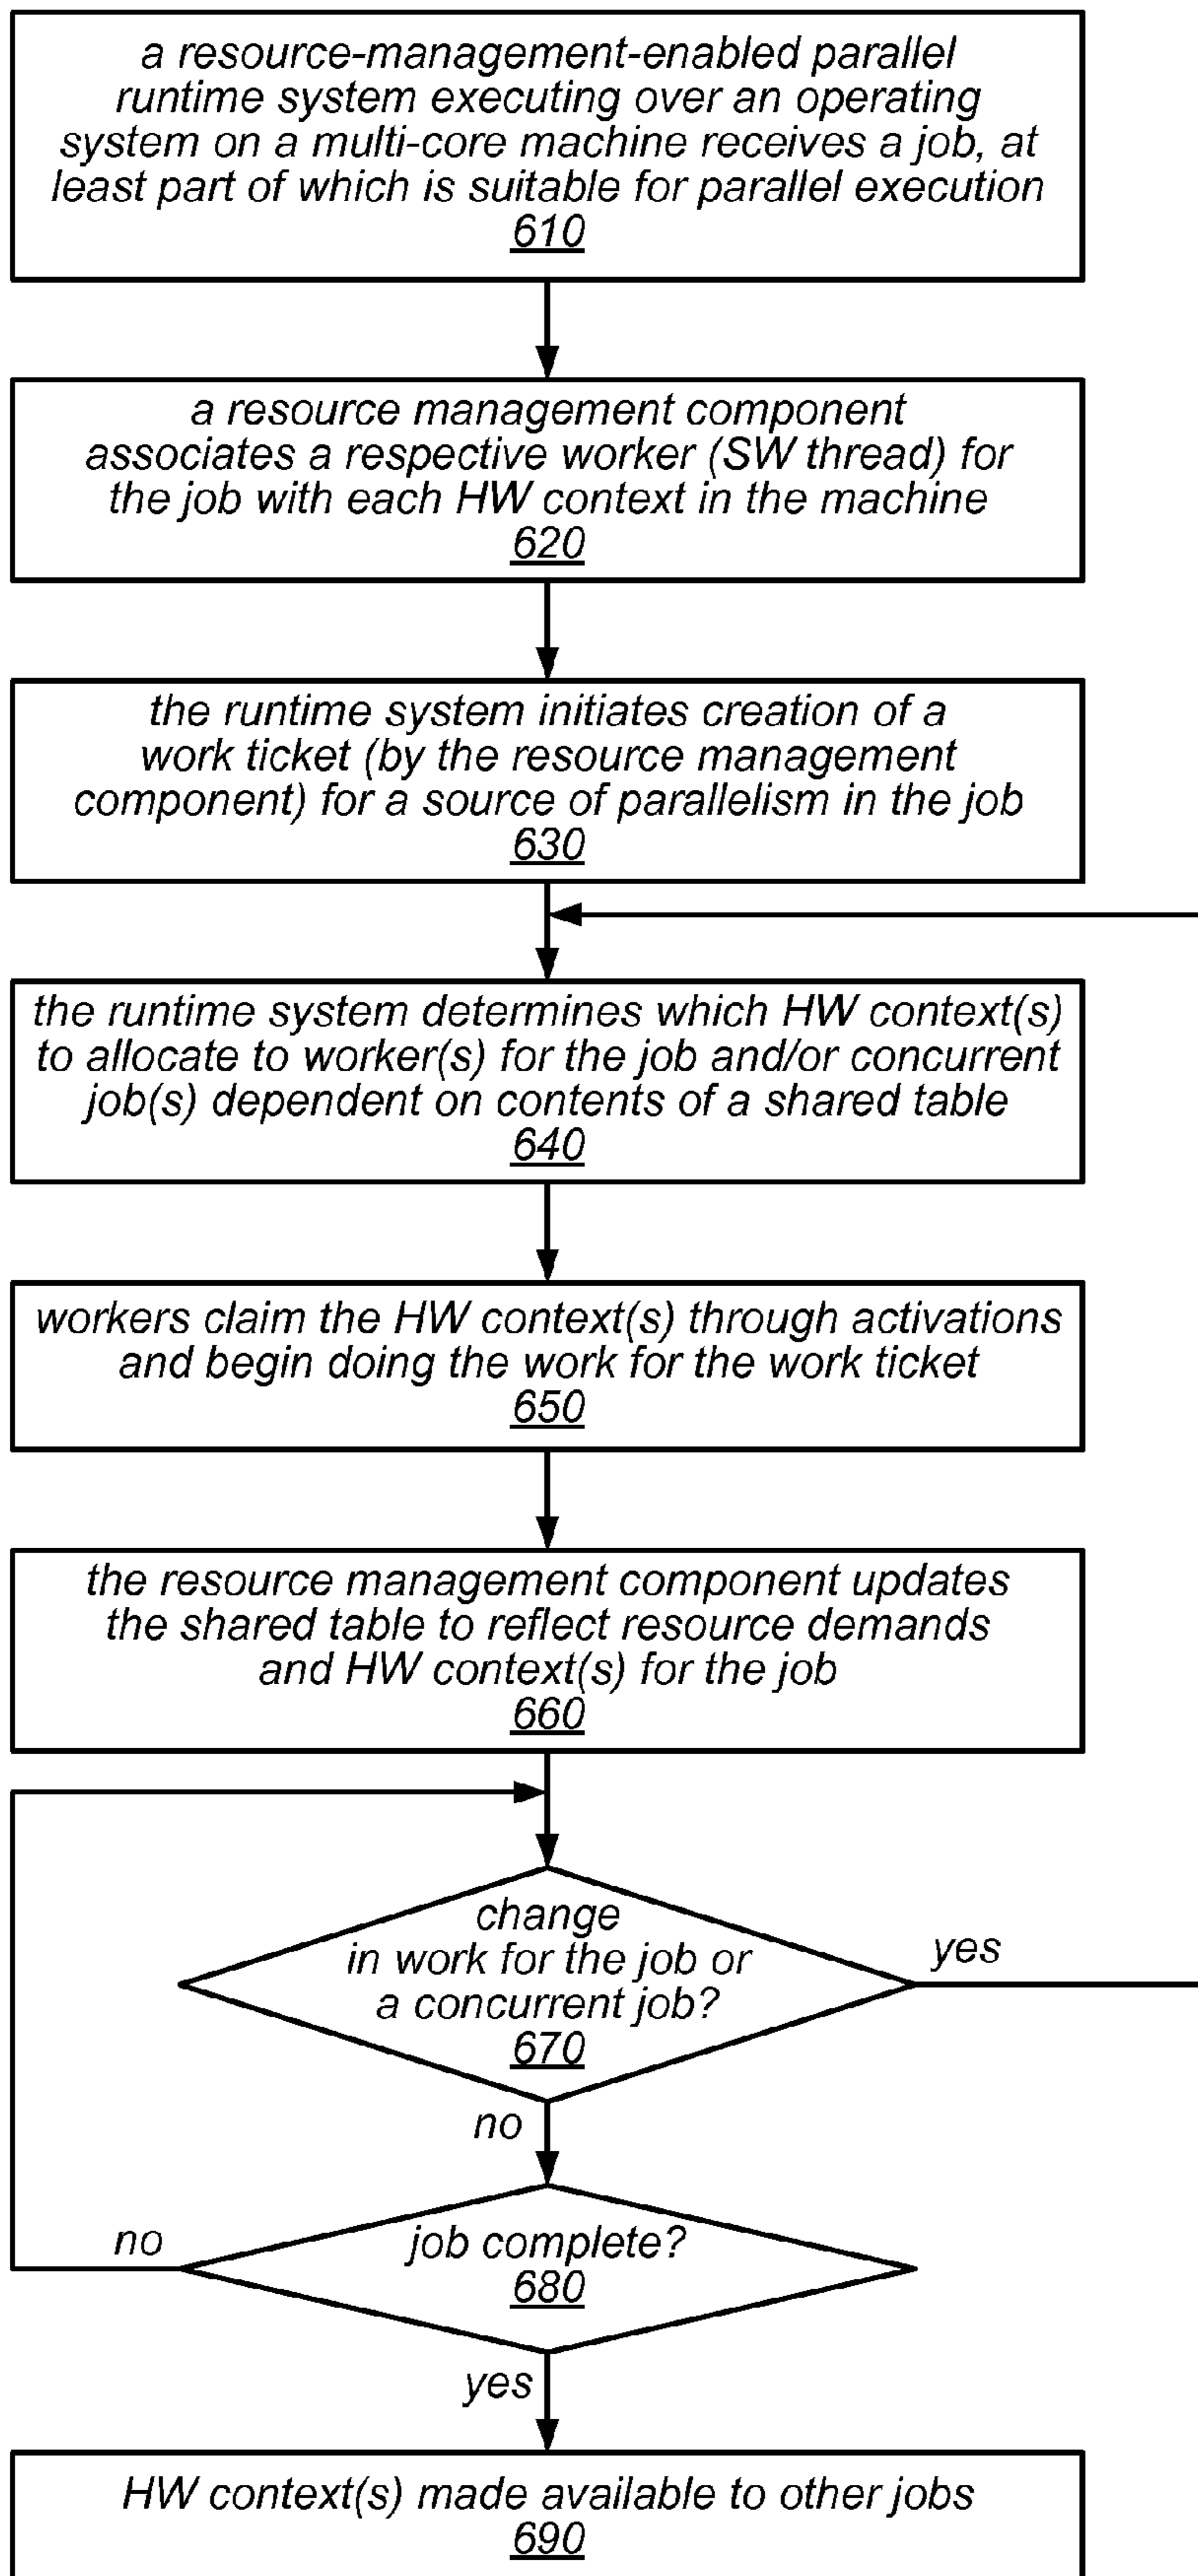 a resource-management-enabled parallel
runtime system executing over an operating
system on a multi-core machine receives a job, at
least part of which is suitable for parallel execution
610
a resource management component
associates a respective worker (SW thread) for
the job with each HW context in the machine
620
the runtime system initiates creation of a
work ticket (by the resource management
component) for a source of parallelism in the job
630
the runtime system determines which HW context(s)
to allocate to worker(s) for the job and/or concurrent
job(s) dependent on contents of a shared table
640
workers claim the HW context(s) through activations
and begin doing the work for the work ticket
650
the resource management component updates
the shared table to reflect resource demands
and HW context(s) for the job
660
change
in work for the job or
a concurrent job?
670
yes
no
job complete?
680
no
yes
HW context(s) made available to other jobs
690